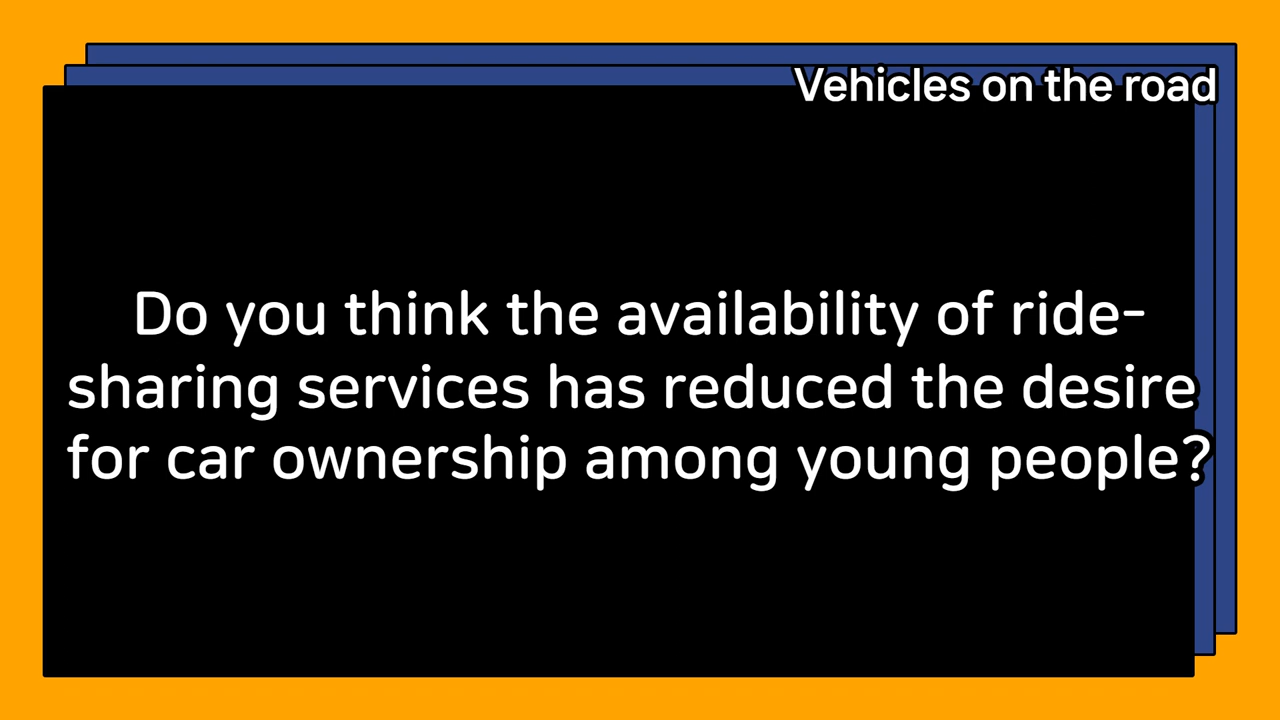 Vehicles on the road
Do you think the availability of ride-
sharing services has reduced the desire
for car ownership among young people?